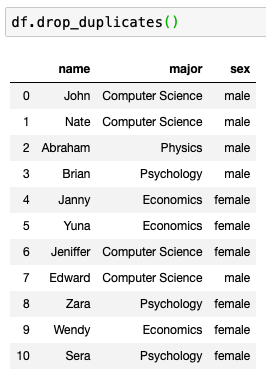 df.drop_duplicates()
name major sex
0 John Computer Science male
1 Nate Computer Science male
2 Abraham Physics male
3 Brian Psychology male
4 Janny Economics female
5 Yuna Economics female
6 Jeniffer Computer Science female
7 Edward Computer Science male
8 Zara Psychology female
9 Wendy Economics female
10 Sera Psychology female